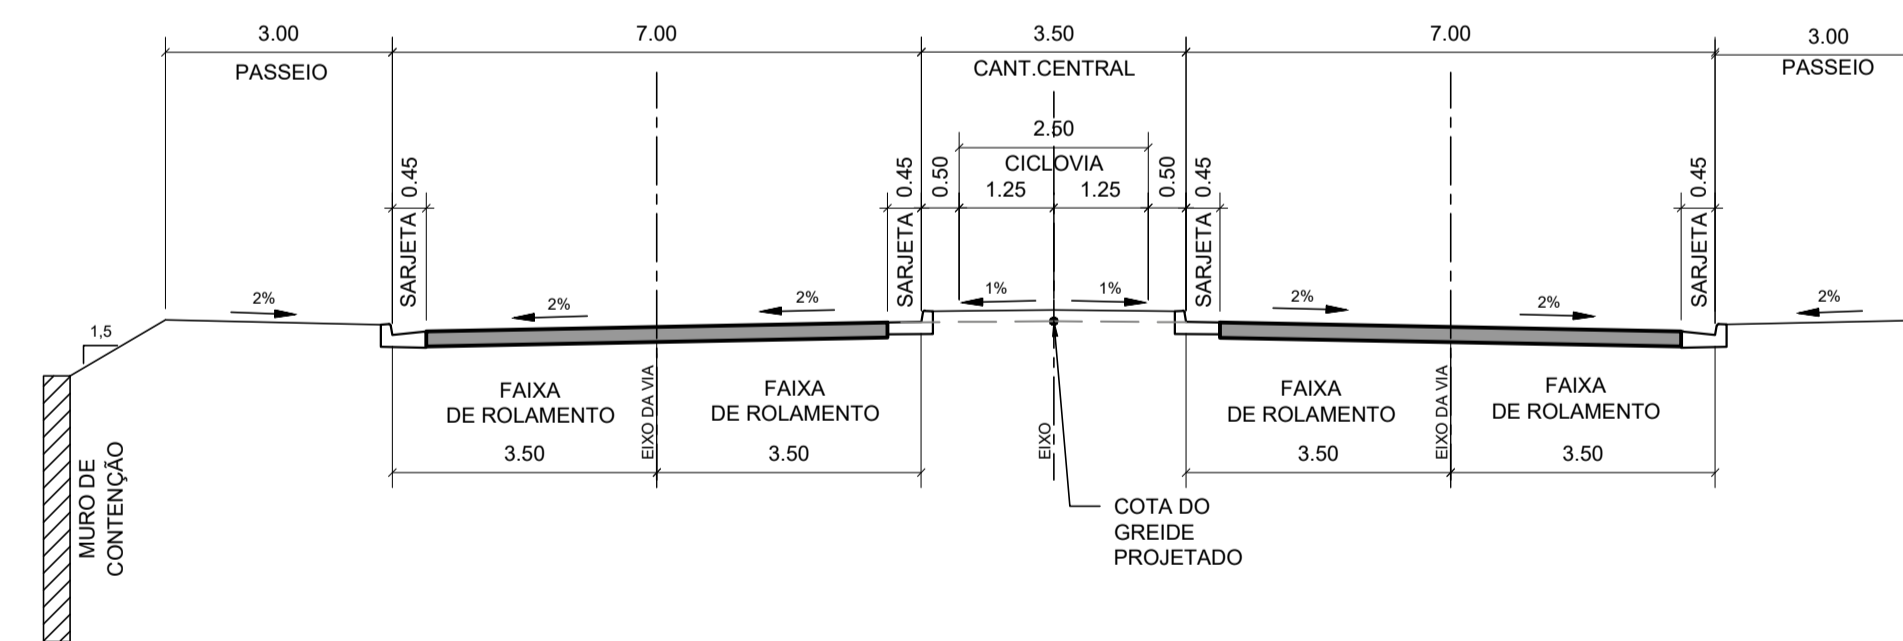 3.00
7.00
3.50
7.00
3.00
PASSEIO
CANT.CENTRAL
PASSEIO
2.50
CICLOVIA
0.45
0.45
0.50
1.25
1.25
0.50
0.45
0.45
SARJETA
SARJETA
SARJETA
SARJETA
2%
2%
2%
1%
1%
2%
2%
2%
1,5
FAIXA
DE ROLAMENTO
3.50
EIXO DA VIA
FAIXA
DE ROLAMENTO
3.50
EIXO
FAIXA
DE ROLAMENTO
3.50
EIXO DA VIA
FAIXA
DE ROLAMENTO
3.50
MURO DE
CONTENÇÃO
COTA DO
GREIDE
PROJETADO